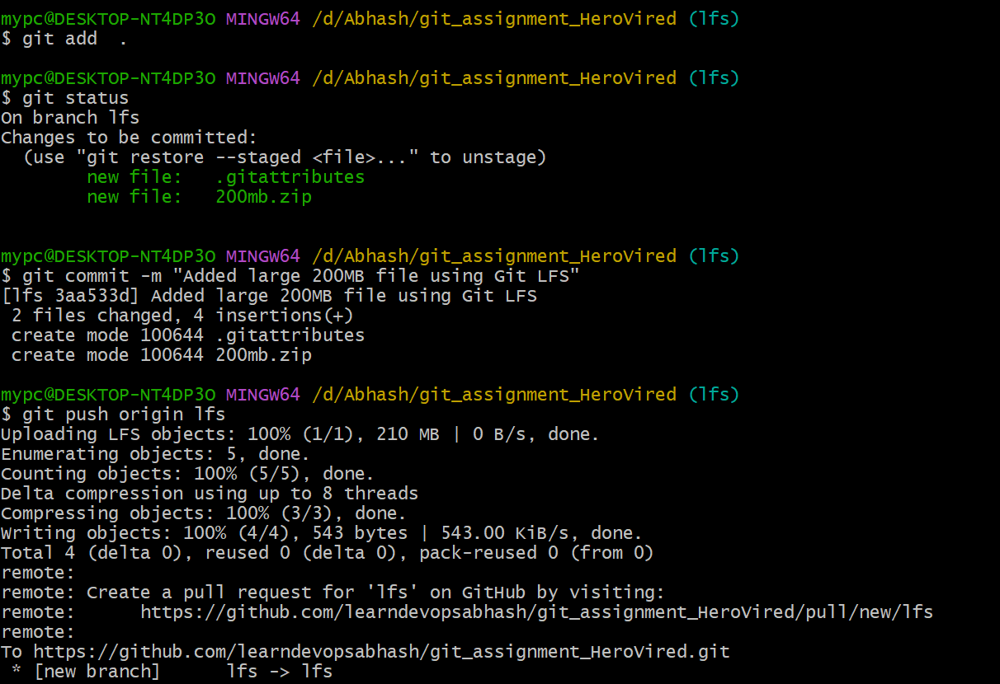 mypc@DESKTOP-NT4DP3O MINGW64 /d/Abhash/git_assignment_HeroVired (lfs)
$ git add  .
mypc@DESKTOP-NT4DP3O MINGW64 /d/Abhash/git_assignment_HeroVired (lfs)
$ git status
On branch lfs
Changes to be committed:
  (use "git restore --staged <file>..." to unstage)
        new file:   .gitattributes
        new file:   200mb.zip
mypc@DESKTOP-NT4DP3O MINGW64 /d/Abhash/git_assignment_HeroVired (lfs)
$ git commit -m "Added large 200MB file using Git LFS"
[lfs 3aa533d] Added large 200MB file using Git LFS
 2 files changed, 4 insertions(+)
 create mode 100644 .gitattributes
 create mode 100644 200mb.zip
mypc@DESKTOP-NT4DP3O MINGW64 /d/Abhash/git_assignment_HeroVired (lfs)
$ git push origin lfs
Uploading LFS objects: 100% (1/1), 210 MB | 0 B/s, done.
Enumerating objects: 5, done.
Counting objects: 100% (5/5), done.
Delta compression using up to 8 threads
Compressing objects: 100% (3/3), done.
Writing objects: 100% (4/4), 543 bytes | 543.00 KiB/s, done.
Total 4 (delta 0), reused 0 (delta 0), pack-reused 0 (from 0)
remote:
remote: Create a pull request for 'lfs' on GitHub by visiting:
remote:      https://github.com/learndevopsabhash/git_assignment_HeroVired/pull/new/lfs
remote:
To https://github.com/learndevopsabhash/git_assignment_HeroVired.git
 * [new branch]      lfs -> lfs